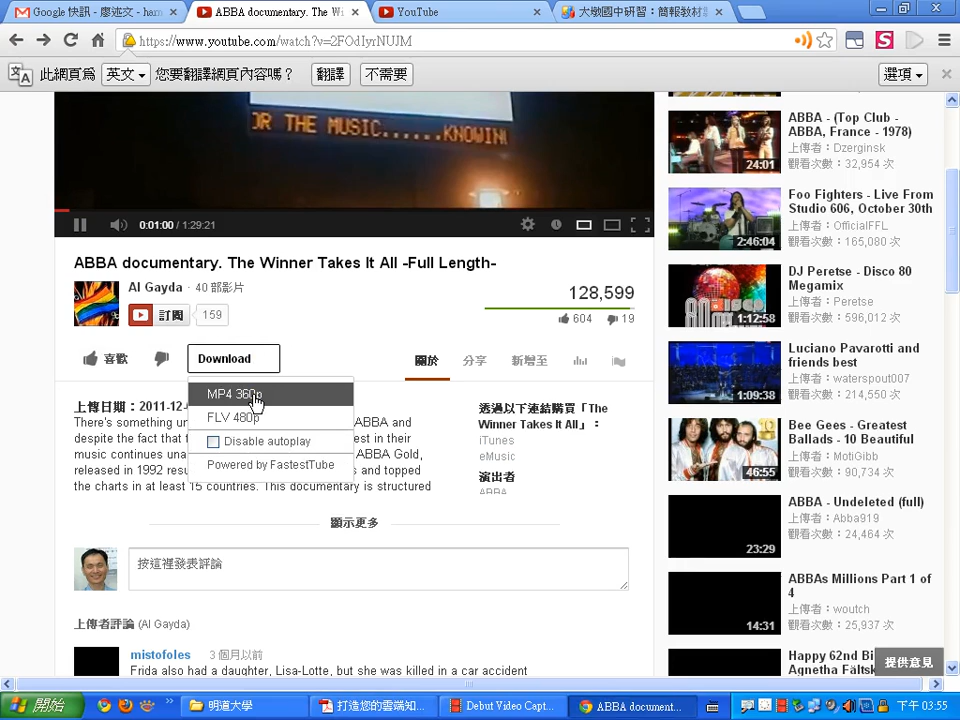 Google 快訊 - 廖述文 - ham
ABBA documentary. The Wi
YouTube
大墩國中研習：簡報教材
https://www.youtube.com/watch?v=2FOdIyrNUJM
此網頁為 英文 您要翻譯網頁內容嗎？ 翻譯 不需要 選項
OR THE MUSIC......KNOWIN
0:01:00 / 1:29:21
ABBA documentary. The Winner Takes It All -Full Length-
Al Gayda · 40 部影片
訂閱 159
128,599
604 19
喜歡 Download 關於 分享 新增至
MP4 360p
FLV 480p
Disable autoplay
Powered by FastestTube
上傳日期：2011-12-
There's something un ABBA and
despite the fact that t est in their
music continues una ABBA Gold,
released in 1992 resu s and topped
the charts in at least 15 countries. This documentary is structured
透過以下連結購買「The
Winner Takes It All」：
iTunes
eMusic
演出者
ABBA
顯示更多
按這裡發表評論
上傳者評論 (Al Gayda)
mistofoles 3 個月以前
Frida also had a daughter, Lisa-Lotte, but she was killed in a car accident
ABBA - (Top Club -
ABBA, France - 1978)
上傳者：Dzerginsk
觀看次數：32,954 次
24:01
Foo Fighters - Live From
Studio 606, October 30th
上傳者：OfficialFFL
觀看次數：165,080 次
2:46:04
DJ Peretse - Disco 80
Megamix
上傳者：Peretse
觀看次數：596,012 次
1:12:58
Luciano Pavarotti and
friends best
上傳者：waterspout007
觀看次數：214,550 次
1:09:38
Bee Gees - Greatest
Ballads - 10 Beautiful
上傳者：MotiGibb
觀看次數：90,734 次
46:55
ABBA - Undeleted (full)
上傳者：Abba919
觀看次數：24,464 次
23:29
ABBAs Millions Part 1 of
4
上傳者：woutch
觀看次數：25,937 次
14:31
Happy 62nd Bi
Agnetha Fältsk
提供意見
開始
明道大學
打造您的雲端知...
Debut Video Capt...
ABBA document...
下午 03:55